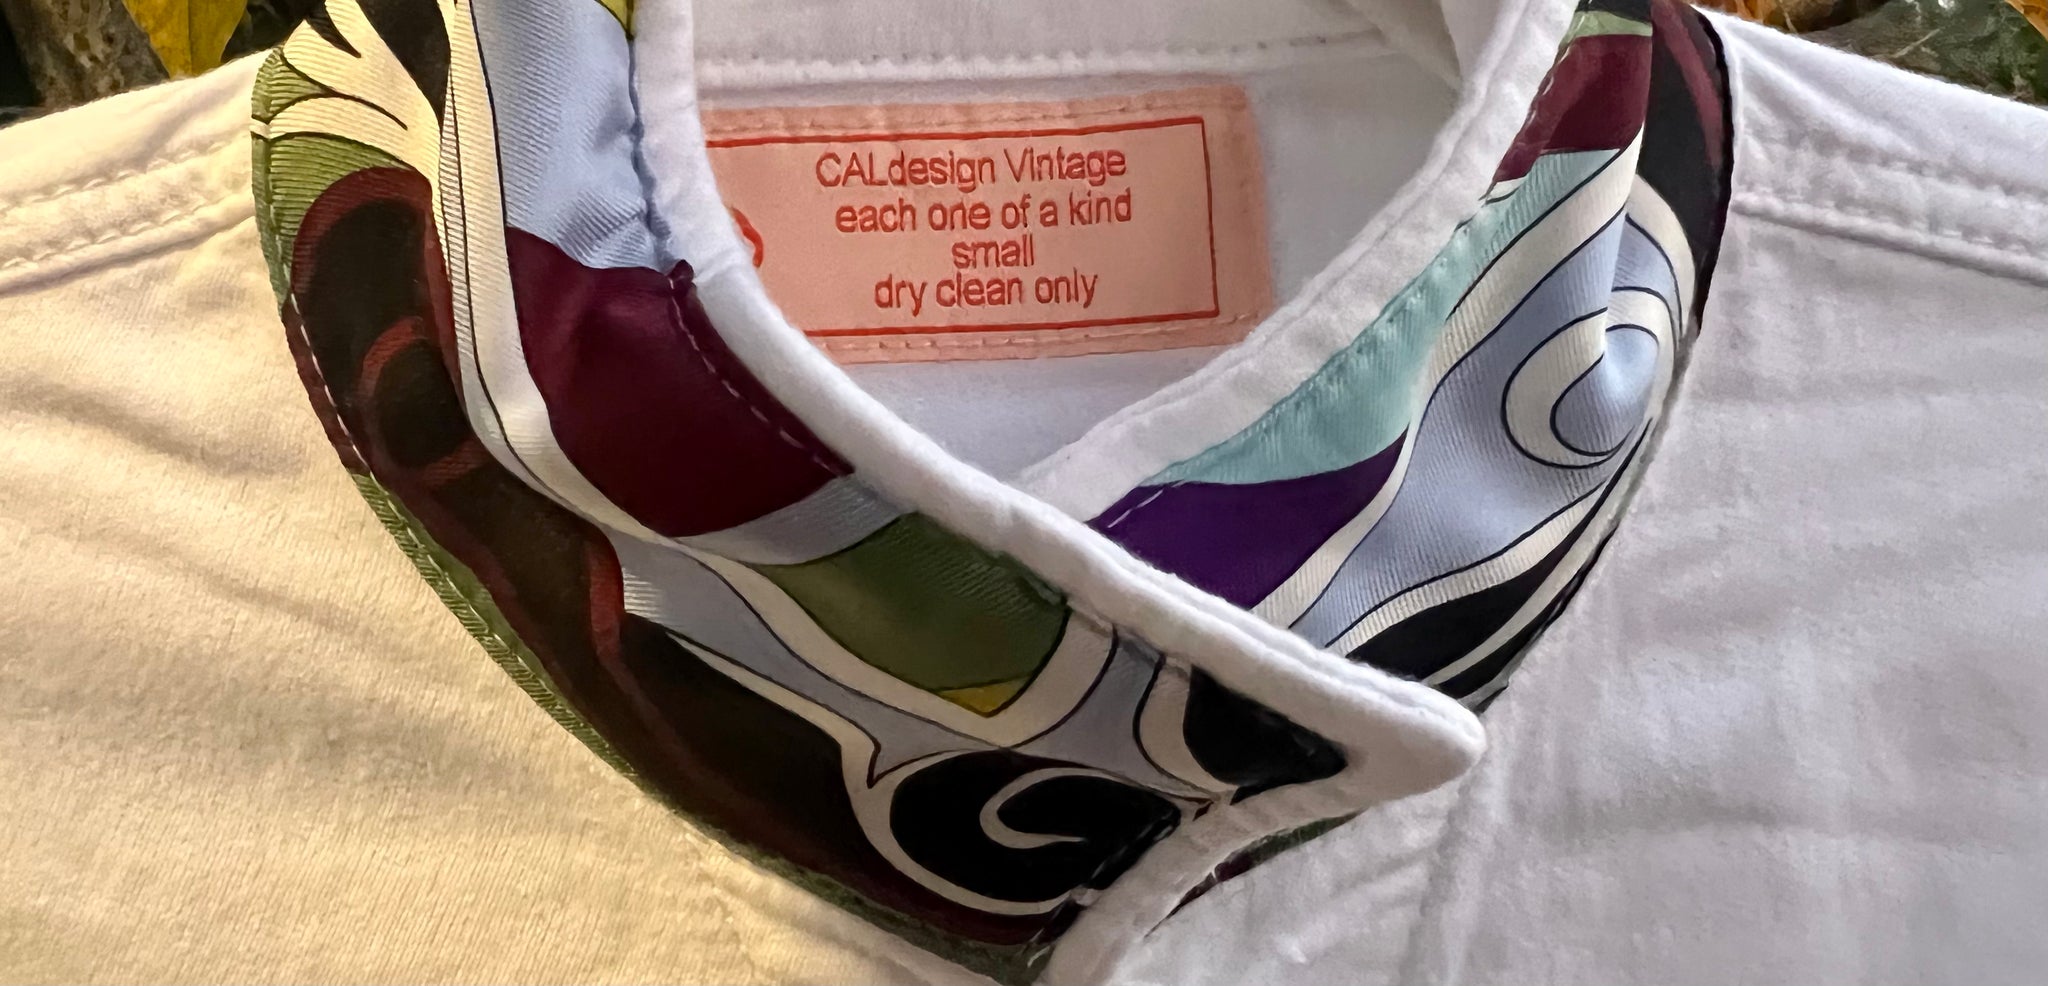 CALdesign Vintage
each one of a kind
small
dry clean only